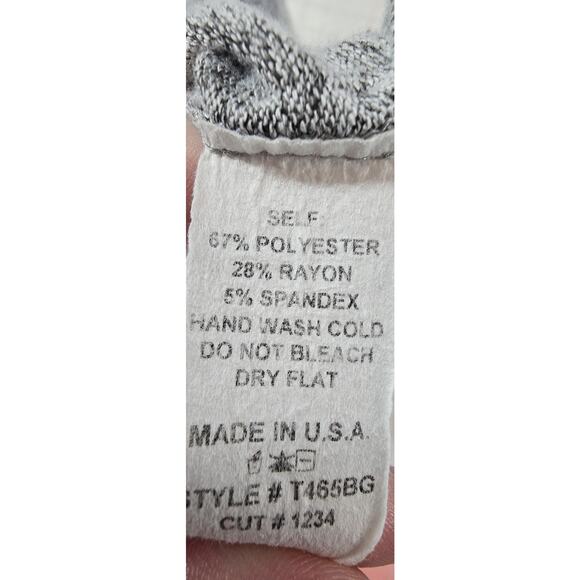 SELF:
67% POLYESTER
28% RAYON
5% SPANDEX
HAND WASH COLD
DO NOT BLEACH
DRY FLAT
MADE IN U.S.A.
STYLE # T465BG
CUT # 1234